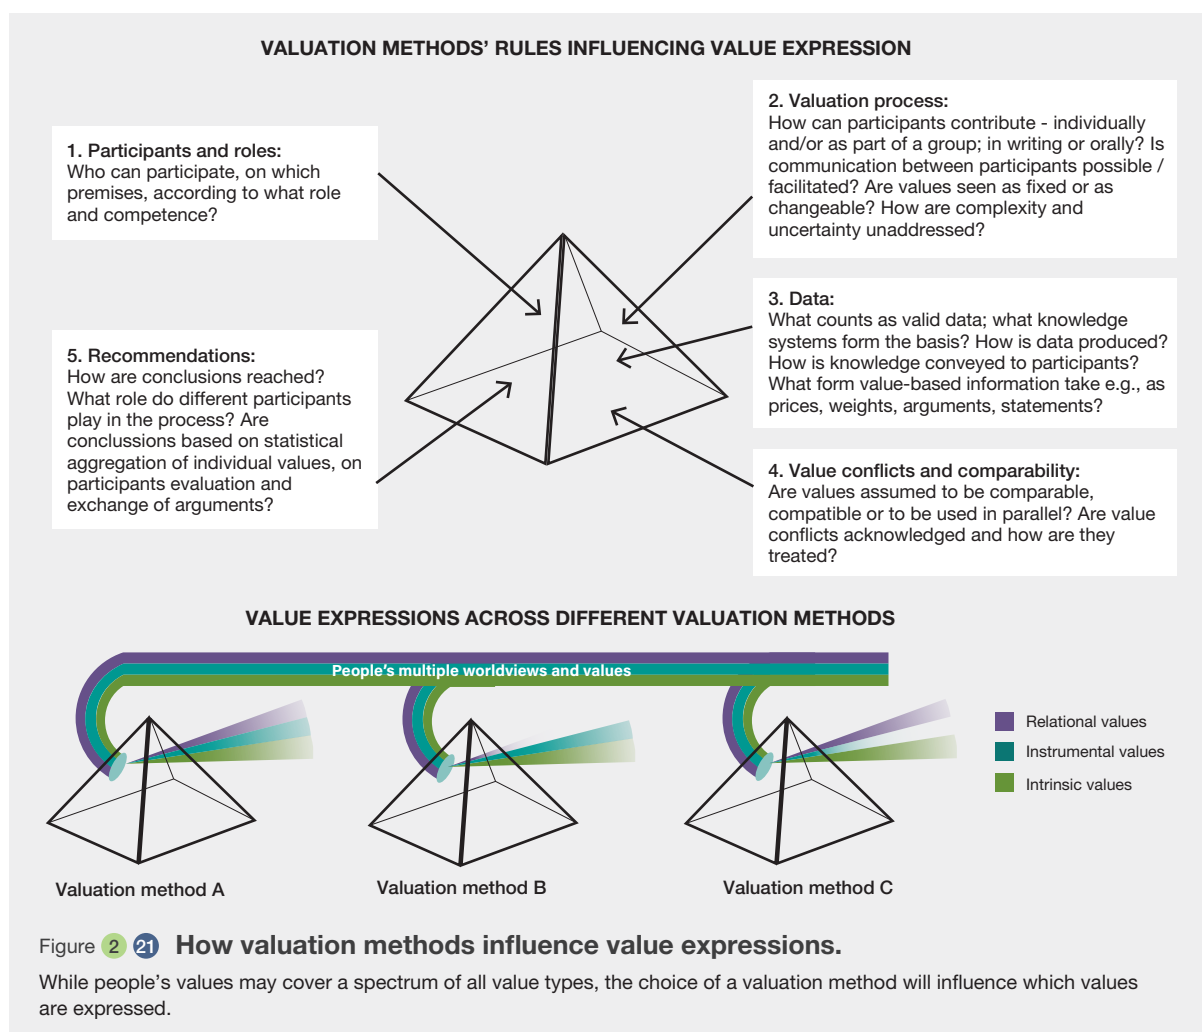 VALUATION METHODS' RULES INFLUENCING VALUE EXPRESSION
1. Participants and roles:
Who can participate, on which
premises, according to what role
and competence?
2. Valuation process:
How can participants contribute - individually
and/or as part of a group; in writing or orally? Is
communication between participants possible /
facilitated? Are values seen as fixed or as
changeable? How are complexity and
uncertainty unaddressed?
3. Data:
What counts as valid data; what knowledge
systems form the basis? How is data produced?
How is knowledge conveyed to participants?
What form value-based information take e.g., as
prices, weights, arguments, statements?
5. Recommendations:
How are conclusions reached?
What role do different participants
play in the process? Are
conclussions based on statistical
aggregation of individual values, on
participants evaluation and
exchange of arguments?
4. Value conflicts and comparability:
Are values assumed to be comparable,
compatible or to be used in parallel? Are value
conflicts acknowledged and how are they
treated?
VALUE EXPRESSIONS ACROSS DIFFERENT VALUATION METHODS
People's multiple worldviews and values
Relational values
Instrumental values
Intrinsic values
Valuation method A
Valuation method B
Valuation method C
Figure 2 21 How valuation methods influence value expressions.
While people's values may cover a spectrum of all value types, the choice of a valuation method will influence which values
are expressed.